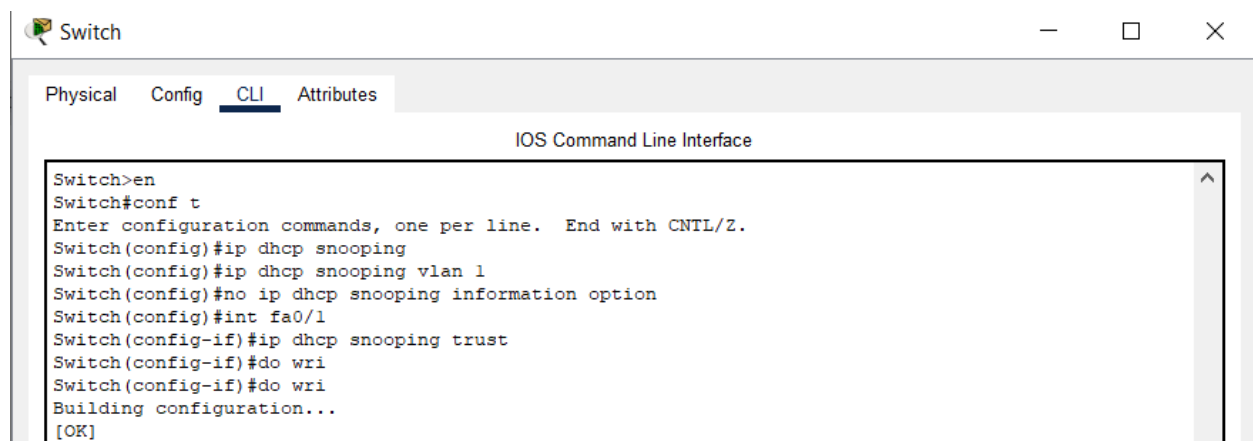 Switch
Physical Config CLI Attributes
IOS Command Line Interface
Switch>en
Switch#conf t
Enter configuration commands, one per line.  End with CNTL/Z.
Switch(config)#ip dhcp snooping
Switch(config)#ip dhcp snooping vlan 1
Switch(config)#no ip dhcp snooping information option
Switch(config)#int fa0/1
Switch(config-if)#ip dhcp snooping trust
Switch(config-if)#do wri
Switch(config-if)#do wri
Building configuration...
[OK]